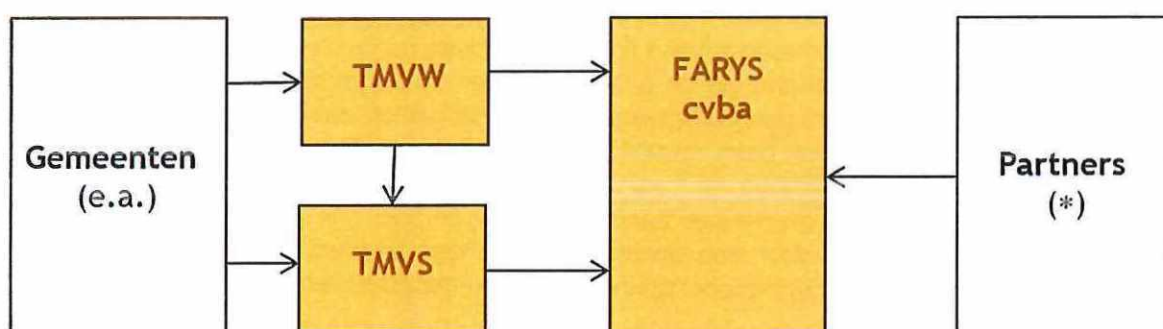 Gemeenten
(e.a.)
TMVW
TMVS
FARYS
cvba
Partners
(*)